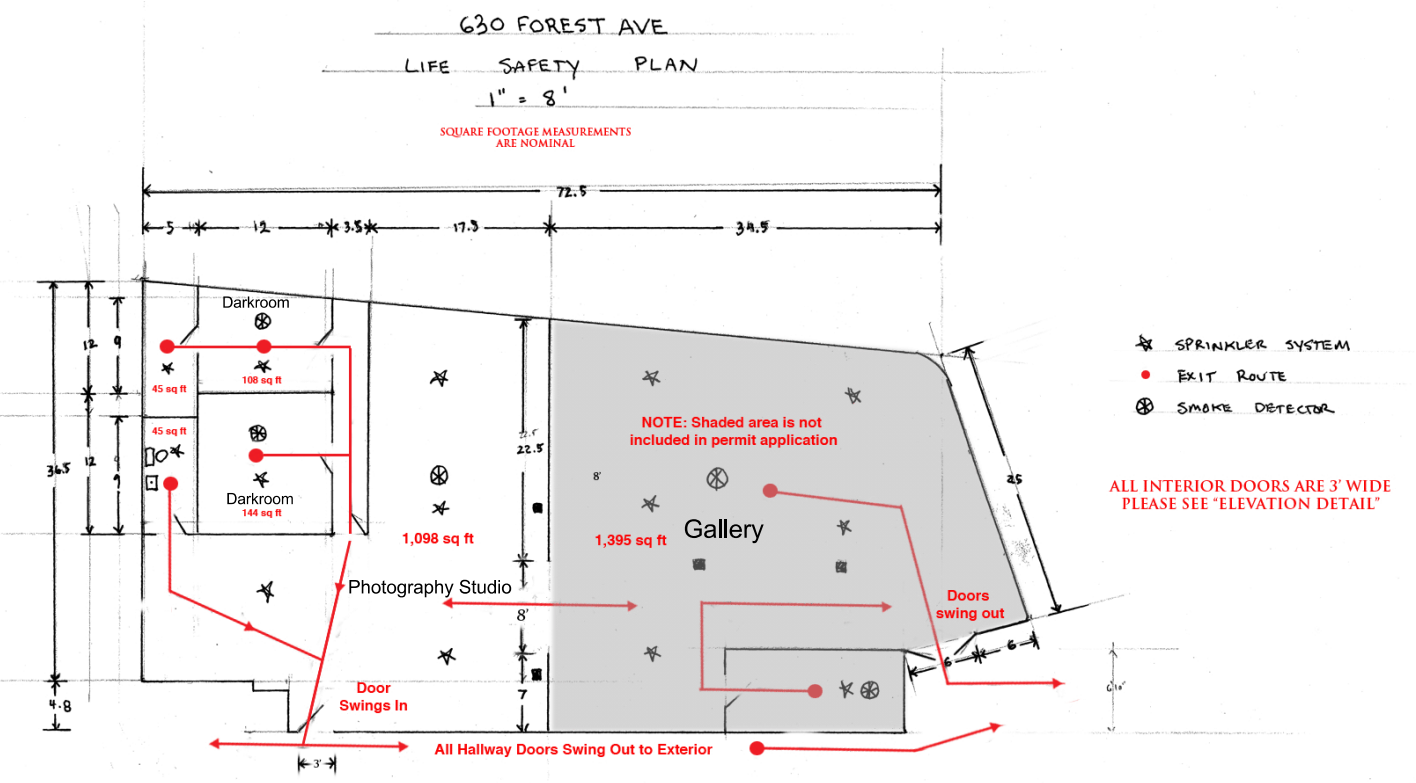 630 FOREST AVE
LIFE SAFETY PLAN
1" = 8'
SQUARE FOOTAGE MEASUREMENTS
ARE NOMINAL
72.5
5
12
3.5
17.5
34.5
Darkroom
12
9
45 sq ft
108 sq ft
45 sq ft
36.5
12
9
Darkroom
144 sq ft
22.5
8'
NOTE: Shaded area is not
included in permit application
25
SPRINKLER SYSTEM
EXIT ROUTE
SMOKE DETECTOR
ALL INTERIOR DOORS ARE 3' WIDE
PLEASE SEE "ELEVATION DETAIL"
1,098 sq ft
1,395 sq ft
Gallery
Photography Studio
8'
Doors
swing out
6
6
4.8
7
Door
Swings In
All Hallway Doors Swing Out to Exterior
3'